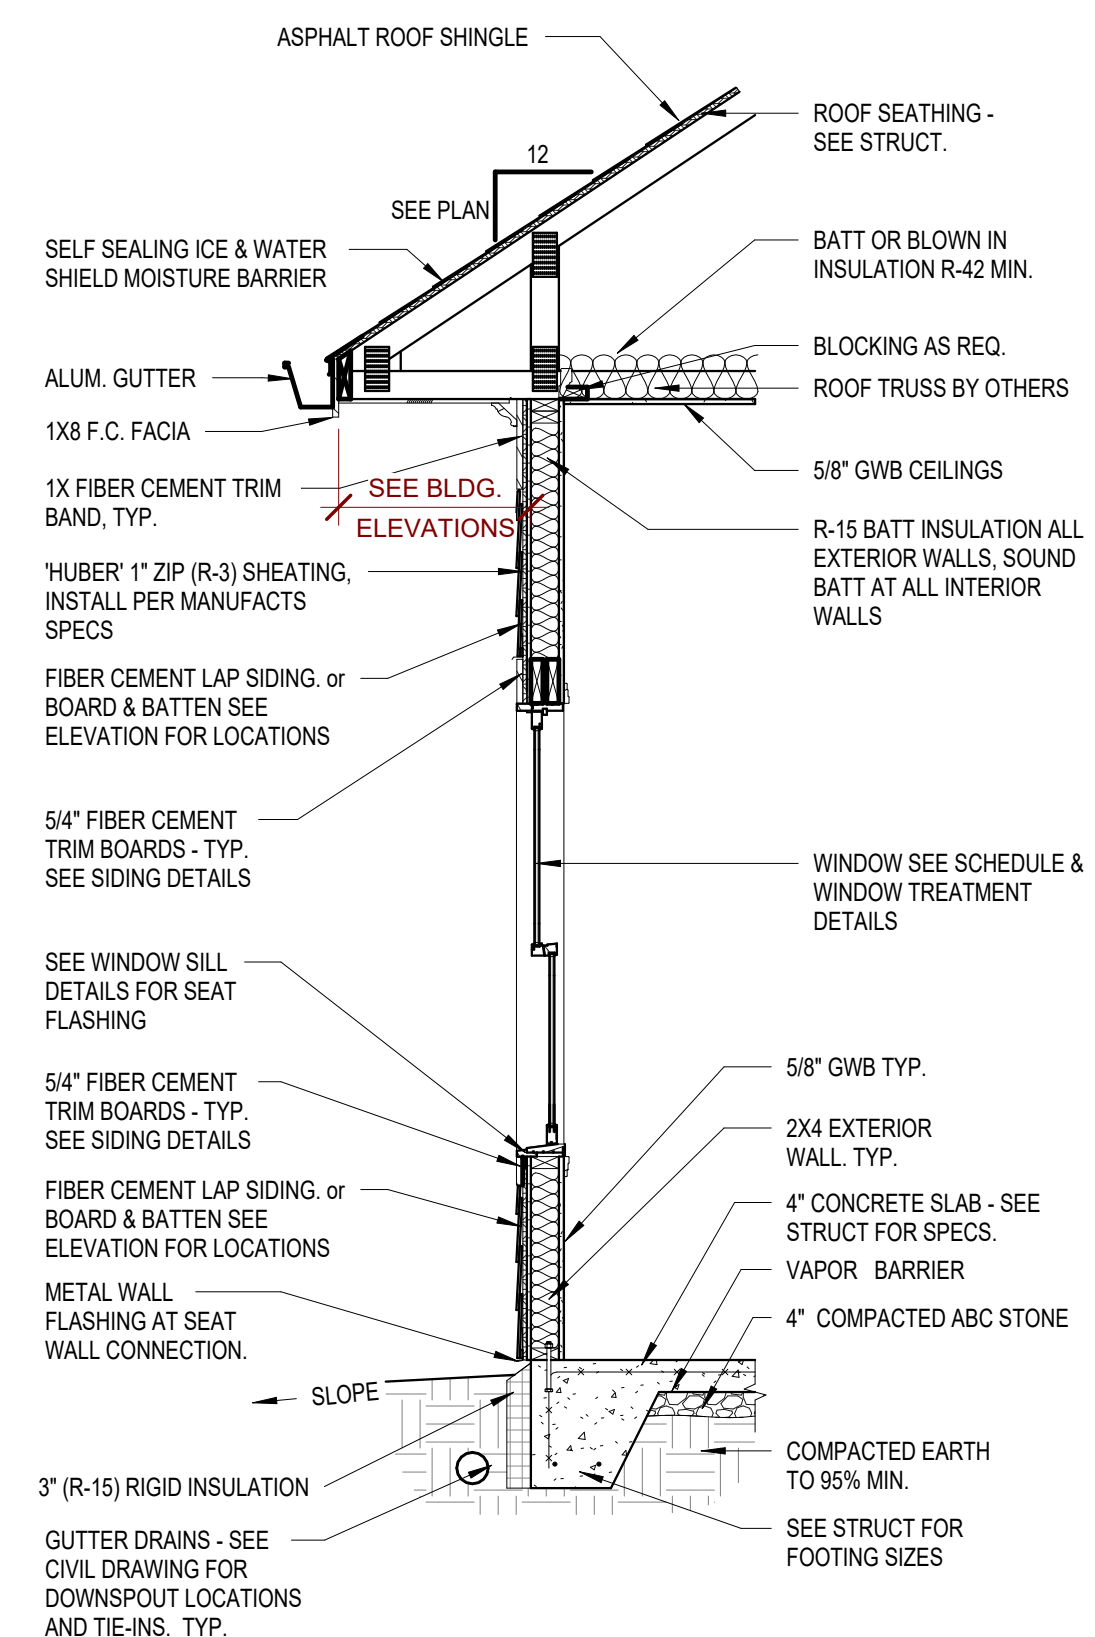 ASPHALT ROOF SHINGLE
ROOF SEATHING -
SEE STRUCT.
12
SEE PLAN
SELF SEALING ICE & WATER
SHIELD MOISTURE BARRIER
BATT OR BLOWN IN
INSULATION R-42 MIN.
BLOCKING AS REQ.
ALUM. GUTTER
ROOF TRUSS BY OTHERS
1X8 F.C. FACIA
5/8" GWB CEILINGS
1X FIBER CEMENT TRIM
BAND, TYP.
SEE BLDG.
ELEVATIONS
R-15 BATT INSULATION ALL
EXTERIOR WALLS, SOUND
BATT AT ALL INTERIOR
WALLS
'HUBER' 1" ZIP (R-3) SHEATING,
INSTALL PER MANUFACTS
SPECS
FIBER CEMENT LAP SIDING. or
BOARD & BATTEN SEE
ELEVATION FOR LOCATIONS
5/4" FIBER CEMENT
TRIM BOARDS - TYP.
SEE SIDING DETAILS
WINDOW SEE SCHEDULE &
WINDOW TREATMENT
DETAILS
SEE WINDOW SILL
DETAILS FOR SEAT
FLASHING
5/4" FIBER CEMENT
TRIM BOARDS - TYP.
SEE SIDING DETAILS
5/8" GWB TYP.
2X4 EXTERIOR
WALL. TYP.
FIBER CEMENT LAP SIDING. or
BOARD & BATTEN SEE
ELEVATION FOR LOCATIONS
4" CONCRETE SLAB - SEE
STRUCT FOR SPECS.
VAPOR BARRIER
METAL WALL
FLASHING AT SEAT
WALL CONNECTION.
4" COMPACTED ABC STONE
SLOPE
COMPACTED EARTH
TO 95% MIN.
3" (R-15) RIGID INSULATION
SEE STRUCT FOR
FOOTING SIZES
GUTTER DRAINS - SEE
CIVIL DRAWING FOR
DOWNSPOUT LOCATIONS
AND TIE-INS. TYP.